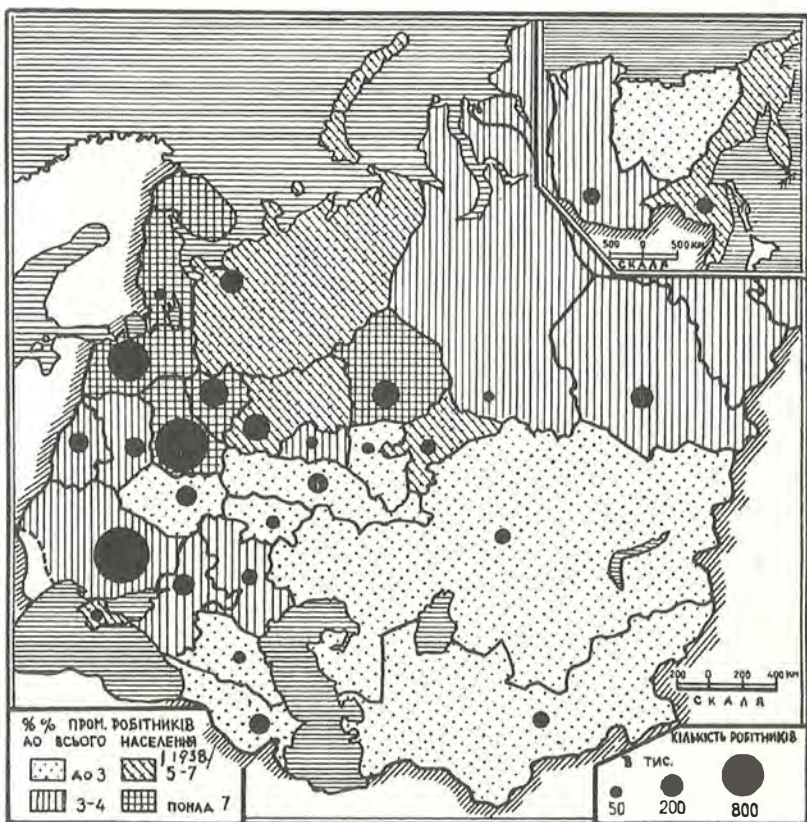 500 0 500 КМ
СКАЛЯ
200 0 200 400 КМ
СКАЛЯ
% % ПРОМ. РОБІТНИКІВ
ДО ВСЬОГО НАСЕЛЕННЯ
/1938/
ДО 3
5-7
3-4
ПОНАД 7
КІЛЬКІСТЬ РОБІТНИКІВ
В ТИС.
50 200 800